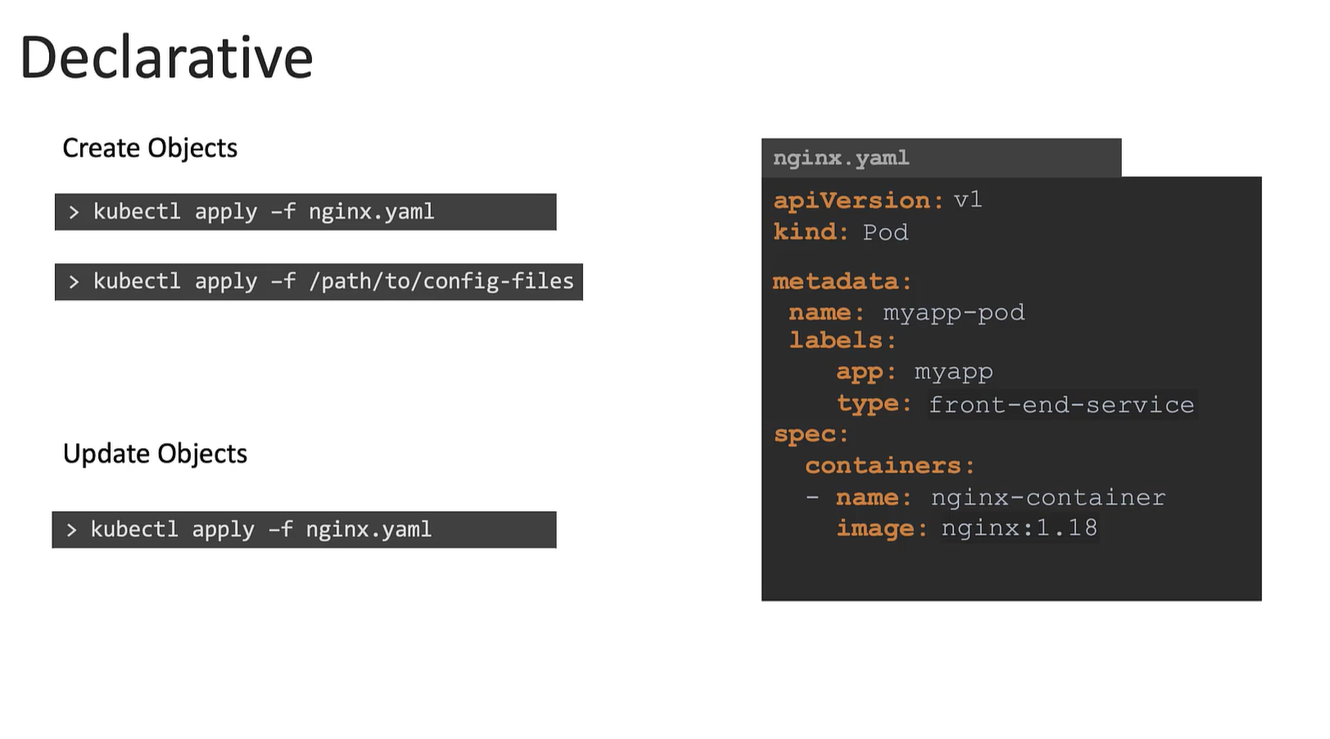 Declarative
Create Objects
> kubectl apply –f nginx.yaml
> kubectl apply –f /path/to/config-files
Update Objects
> kubectl apply –f nginx.yaml
nginx.yaml
apiVersion: v1
kind: Pod
metadata:
name: myapp-pod
labels:
app: myapp
type: front-end-service
spec:
containers:
- name: nginx-container
image: nginx:1.18